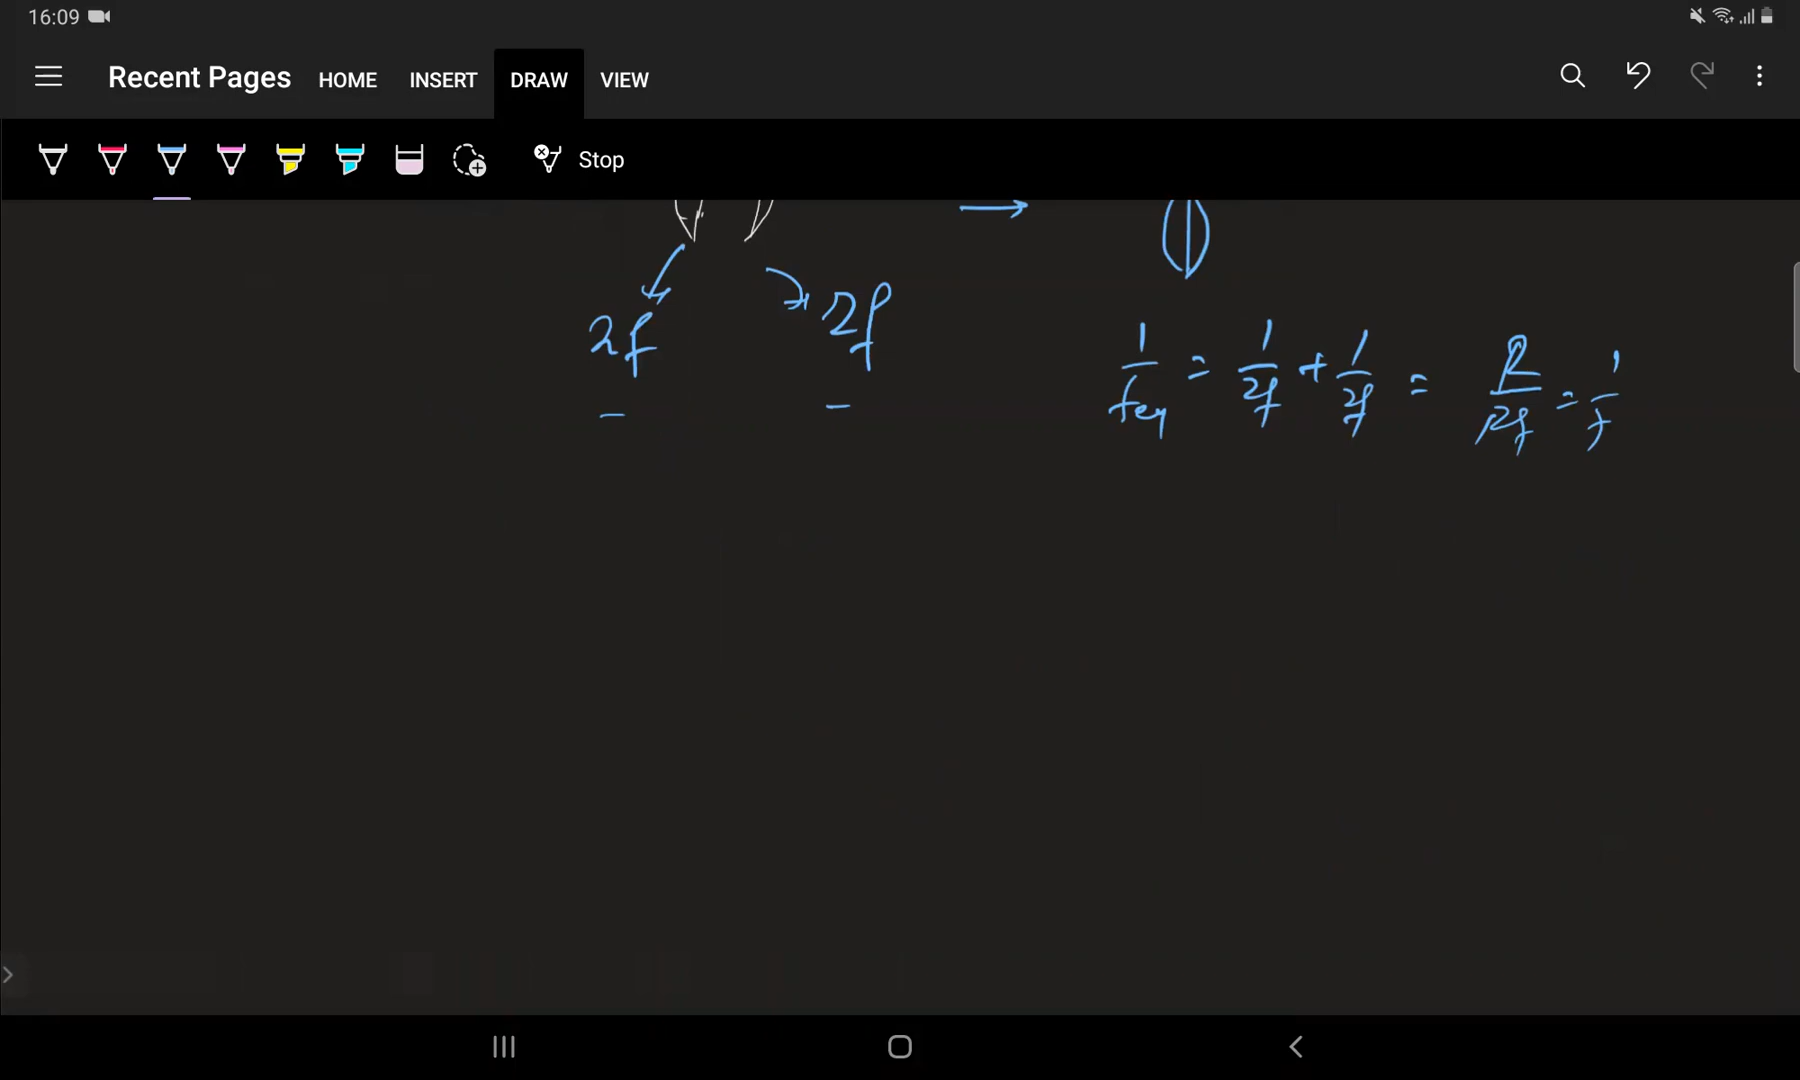 16:09
Recent Pages HOME INSERT DRAW VIEW
Stop
2f 2f
1/feq = 1/2f + 1/2f = 2/2f = 1/f